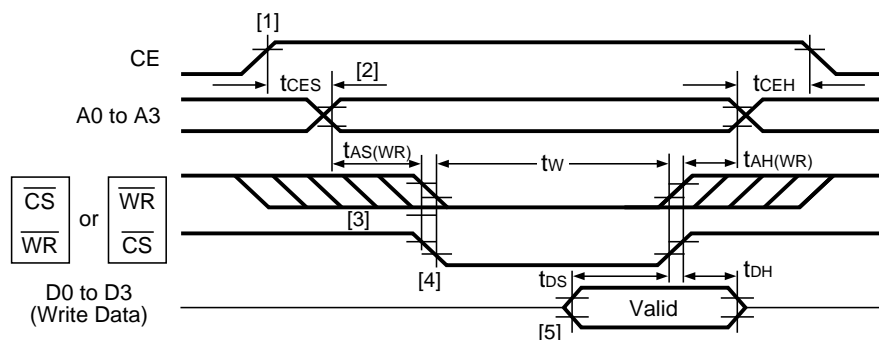 [1]
CE
tCES
[2]
tCEH
A0 to A3
tAS(WR)
tW
tAH(WR)
CS or WR
WR CS
[3]
[4]
tDS
tDH
D0 to D3
(Write Data)
Valid
[5]